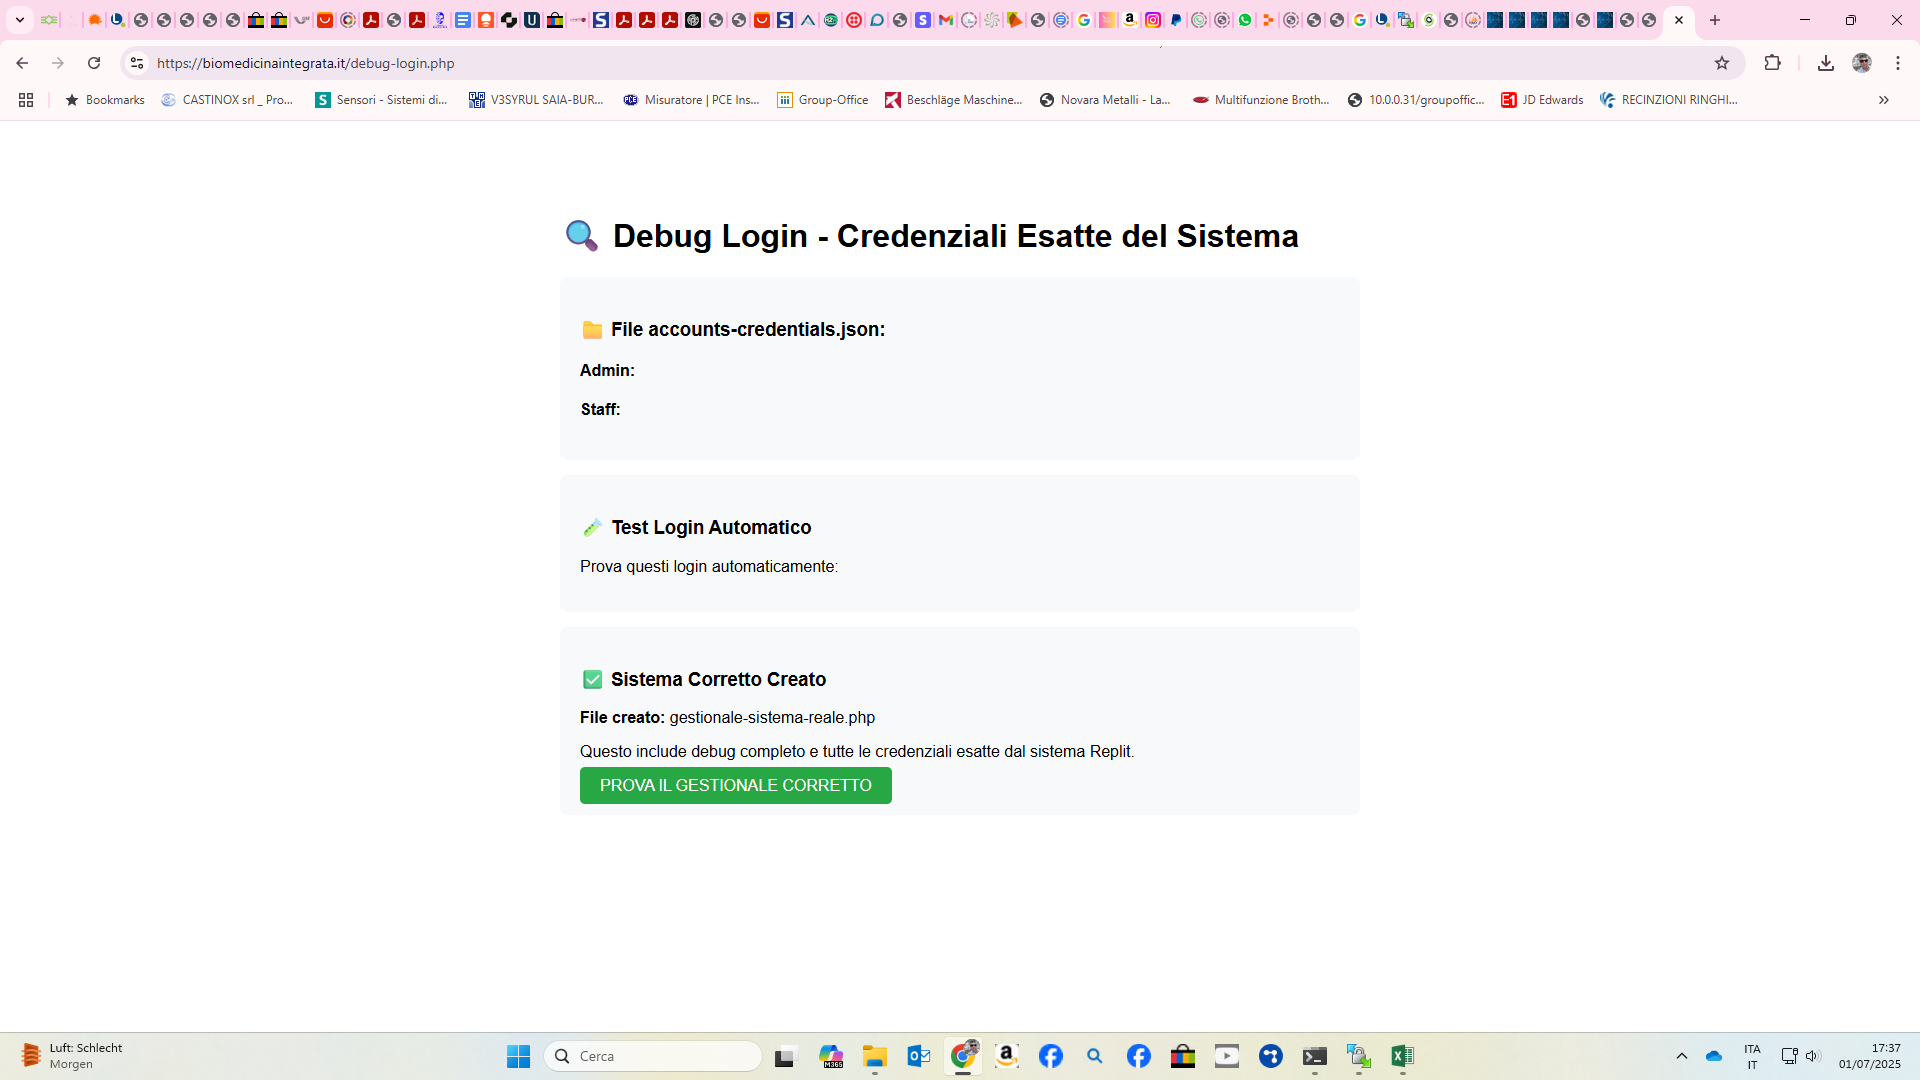 https://biomedicinaintegrata.it/debug-login.php
Bookmarks
CASTINOX srl _ Pro...
Sensori - Sistemi di...
V3SYRUL SAIA-BUR...
Misuratore | PCE Ins...
Group-Office
Beschläge Maschine...
Novara Metalli - La...
Multifunzione Broth...
10.0.0.31/groupoffic...
JD Edwards
RECINZIONI RINGHI...
Debug Login - Credenziali Esatte del Sistema
File accounts-credentials.json:
Admin:
Staff:
Test Login Automatico
Prova questi login automaticamente:
Sistema Corretto Creato
File creato: gestionale-sistema-reale.php
Questo include debug completo e tutte le credenziali esatte dal sistema Replit.
PROVA IL GESTIONALE CORRETTO
Luft: Schlecht
Morgen
Cerca
ITA
IT
17:37
01/07/2025